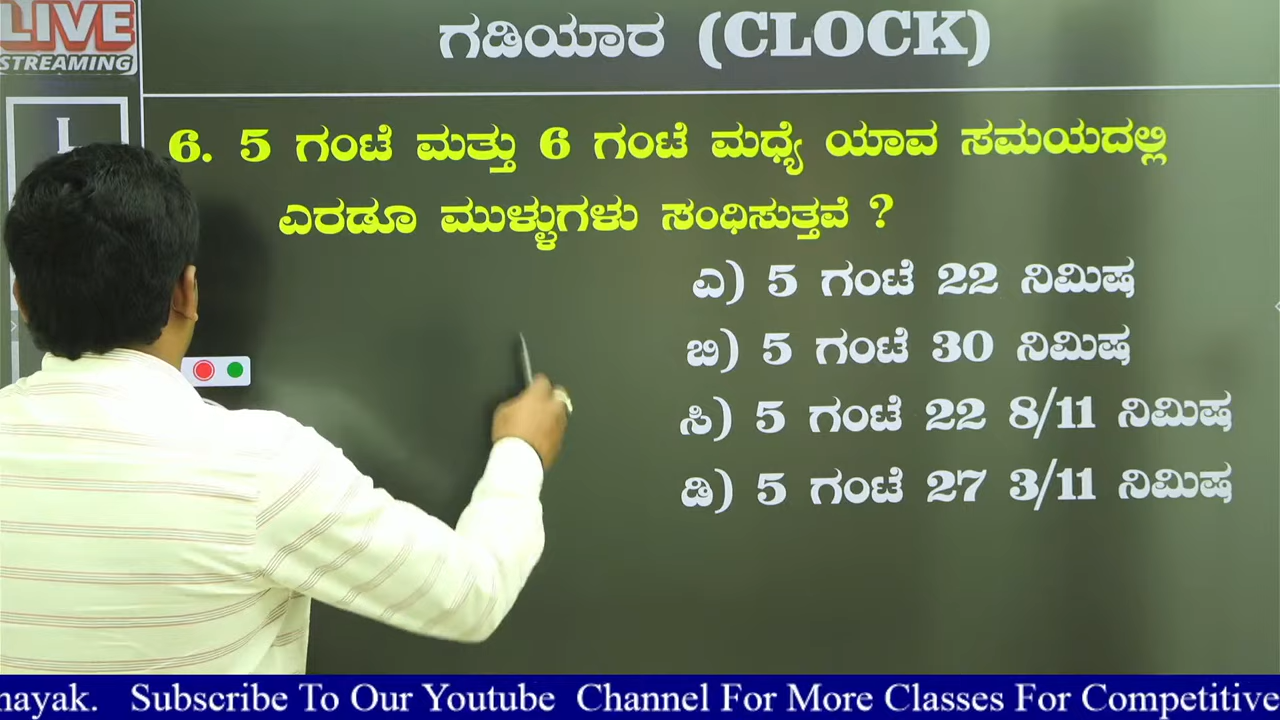 LIVE
STREAMING
ಗಡಿಯಾರ (CLOCK)
6. 5 ಗಂಟೆ ಮತ್ತು 6 ಗಂಟೆ ಮಧ್ಯೆ ಯಾವ ಸಮಯದಲ್ಲಿ
ಎರಡೂ ಮುಳ್ಳುಗಳು ಸಂಧಿಸುತ್ತವೆ ?
ಎ) 5 ಗಂಟೆ 22 ನಿಮಿಷ
ಬಿ) 5 ಗಂಟೆ 30 ನಿಮಿಷ
ಸಿ) 5 ಗಂಟೆ 22 8/11 ನಿಮಿಷ
ಡಿ) 5 ಗಂಟೆ 27 3/11 ನಿಮಿಷ
nayak. Subscribe To Our Youtube Channel For More Classes For Competitive